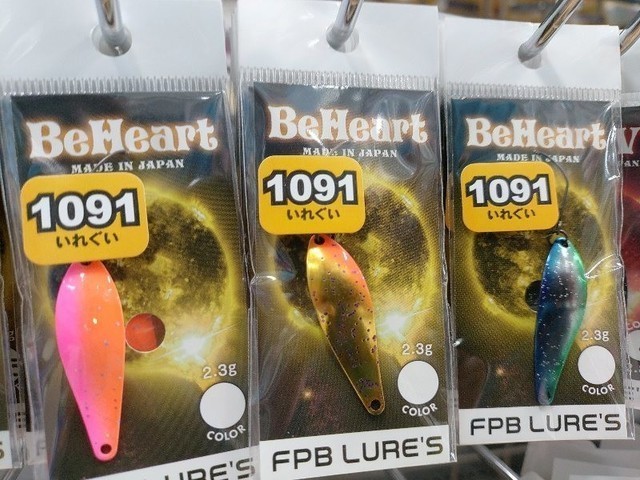 BeHeart
MADE IN JAPAN
1091
いれぐい
2.3g
COLOR
FPB LURE'S
BeHeart
MADE IN JAPAN
1091
いれぐい
2.3g
COLOR
FPB LURE'S
BeHeart
MADE IN JAPAN
1091
いれぐい
2.3g
COLOR
FPB LURE'S